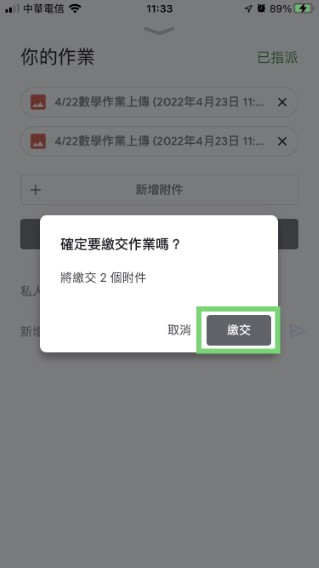 中華電信
11:33
89%
你的作業
已指派
4/22數學作業上傳 (2022年4月23日 11:...
4/22數學作業上傳 (2022年4月23日 11:...
+ 新增附件
確定要繳交作業嗎？
將繳交 2 個附件
取消
繳交
私人
新增